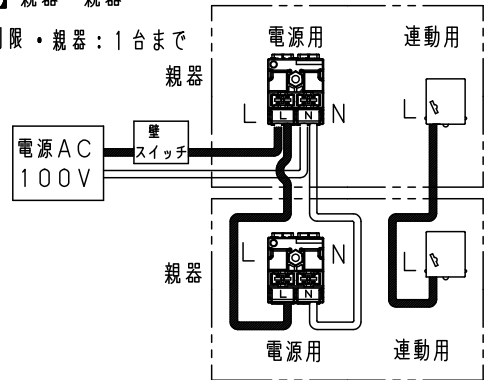 親器 親器
限・親器:1台まで
電源用 連動用
親器
L N L
L N
壁
スイッチ
電源AC
100V
L N L
親器
L N
電源用 連動用